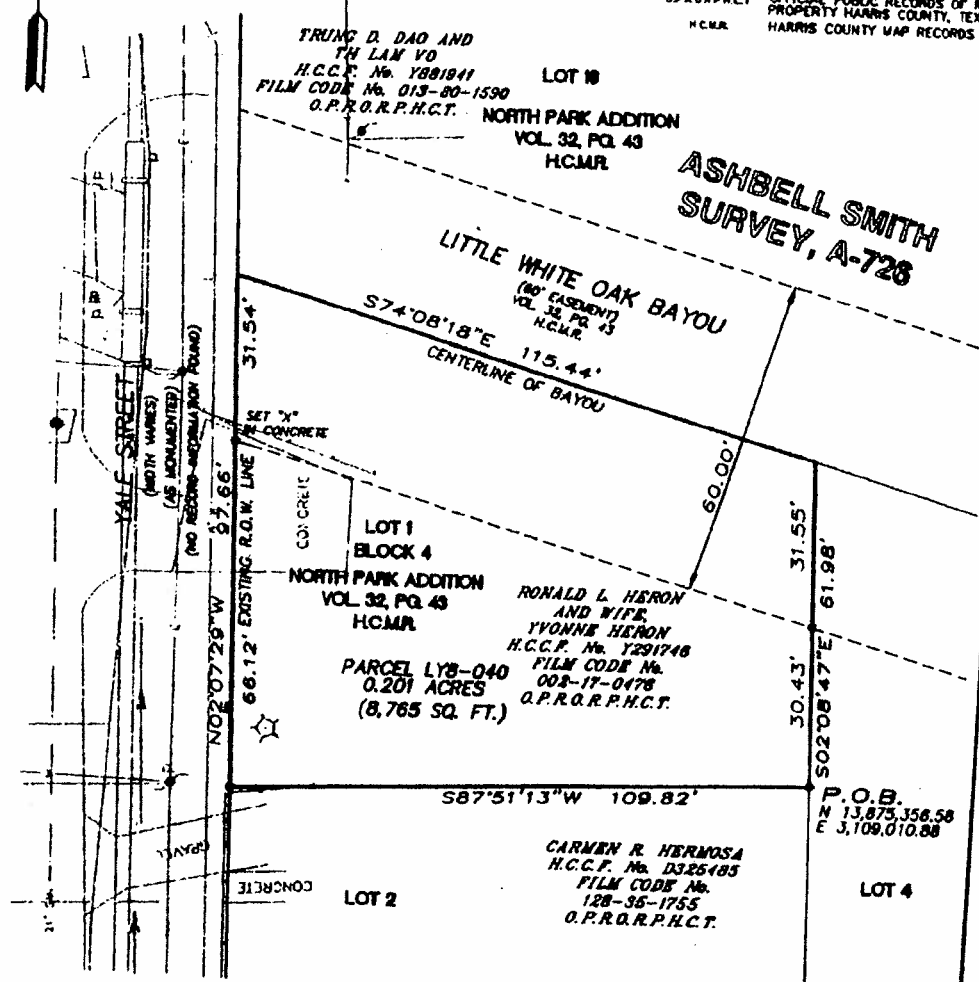 OFFICIAL PUBLIC RECORDS OF
PROPERTY HARRIS COUNTY, TEX
H.C.M.R. HARRIS COUNTY MAP RECORDS
TRUNG D. DAO AND
TH LAM VO
H.C.C.F. No. Y881941
FILM CODE No. 013-80-1590
O.P.R.O.R.P.H.C.T.
LOT 18
NORTH PARK ADDITION
VOL. 32, PG. 43
H.C.M.R.
ASHBELL SMITH
SURVEY, A-726
LITTLE WHITE OAK BAYOU
(60' EASEMENT)
VOL. 32, PG. 43
H.C.M.R.
S74°08'18"E 115.44'
CENTERLINE OF BAYOU
31.54'
SET "X"
IN CONCRETE
YALE STREET
(WIDTH VARIES)
(AS MONUMENTED)
(NO RECORD INFORMATION FOUND)
N02°07'29"W 97.66'
66.12' EXISTING R.O.W. LINE
CONCRETE
60.00'
LOT 1
BLOCK 4
NORTH PARK ADDITION
VOL. 32, PG. 43
H.C.M.R.
PARCEL LY8-040
0.201 ACRES
(8,765 SQ. FT.)
RONALD L. HERON
AND WIFE,
YVONNE HERON
H.C.C.F. No. Y291746
FILM CODE No.
002-17-0476
O.P.R.O.R.P.H.C.T.
31.55'
30.43'
S02°08'47"E 61.98'
S87°51'13"W 109.82'
P.O.B.
N 13,875,356.58
E 3,109,010.88
GRAVEL
CONCRETE
LOT 2
CARMEN R. HERMOSA
H.C.C.F. No. D325485
FILM CODE No.
128-35-1755
O.P.R.O.R.P.H.C.T.
LOT 4